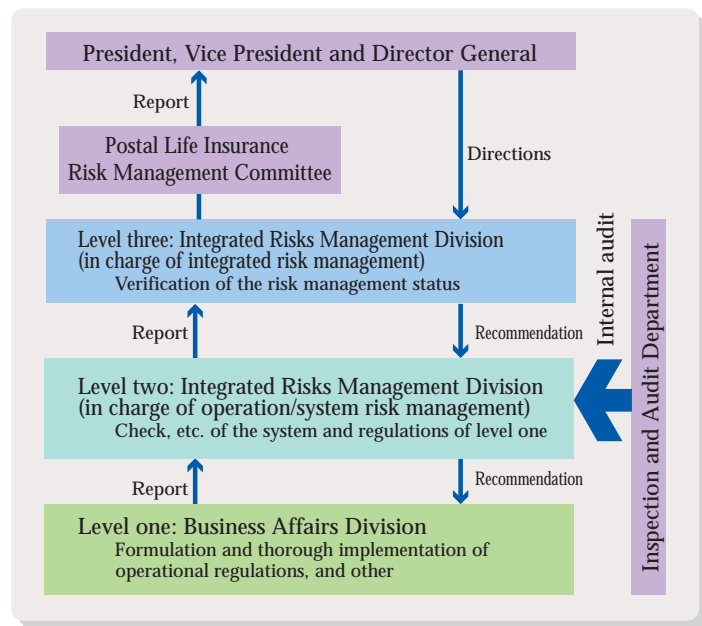 President, Vice President and Director General
Report
Postal Life Insurance
Risk Management Committee
Directions
Level three: Integrated Risks Management Division
(in charge of integrated risk management)
Verification of the risk management status
Report
Recommendation
Level two: Integrated Risks Management Division
(in charge of operation/system risk management)
Check, etc. of the system and regulations of level one
Report
Recommendation
Level one: Business Affairs Division
Formulation and thorough implementation of
operational regulations, and other
Internal audit
Inspection and Audit Department